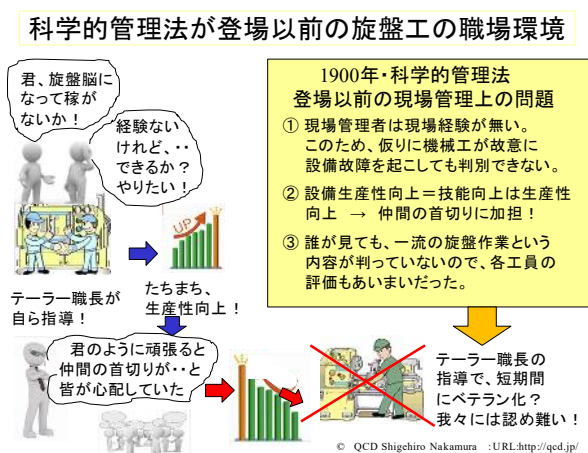 科学的管理法が登場以前の旋盤工の職場環境
君、旋盤脳に
なって稼が
ないか！
経験ない
けれど、‥
できるか？
やりたい！
UP
テーラー職長が
自ら指導！
たちまち、
生産性向上！
1900年・科学的管理法
登場以前の現場管理上の問題
① 現場管理者は現場経験が無い。
このため、仮りに機械工が故意に
設備故障を起こしても判別できない。
② 設備生産性向上＝技能向上は生産性
向上 → 仲間の首切りに加担！
③ 誰が見ても、一流の旋盤作業という
内容が判っていないので、各工員の
評価もあいまいだった。
君のように頑張ると
仲間の首切りが‥と
皆が心配していた
テーラー職長の
指導で、短期間
にベテラン化？
我々には認め難い！
© QCD Shigehiro Nakamura :URL:http://qcd.jp/